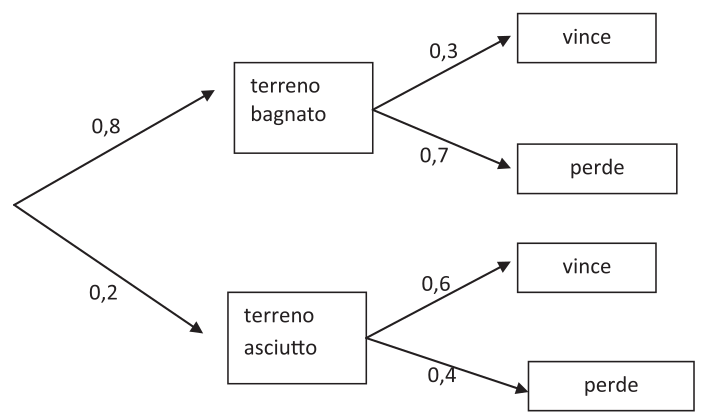 0,3
vince
terreno
bagnato
0,8
0,7
perde
0,2
0,6
vince
terreno
asciutto
0,4
perde